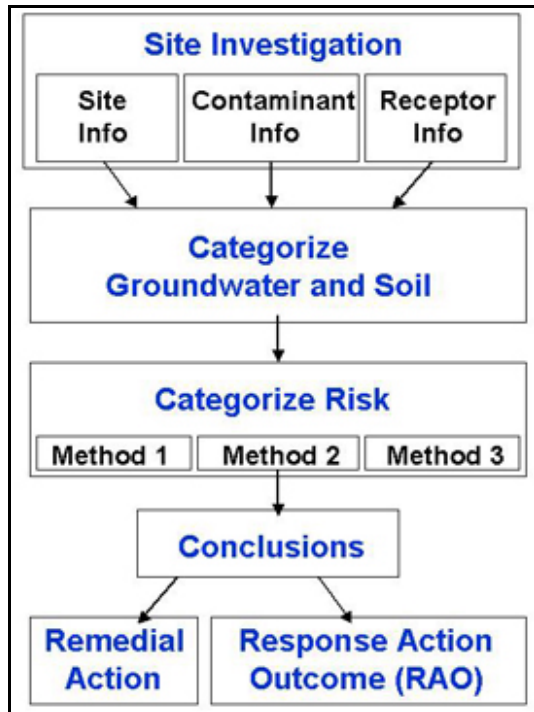 Site Investigation
Site
Info
Contaminant
Info
Receptor
Info
Categorize
Groundwater and Soil
Categorize Risk
Method 1
Method 2
Method 3
Conclusions
Remedial
Action
Response Action
Outcome (RAO)